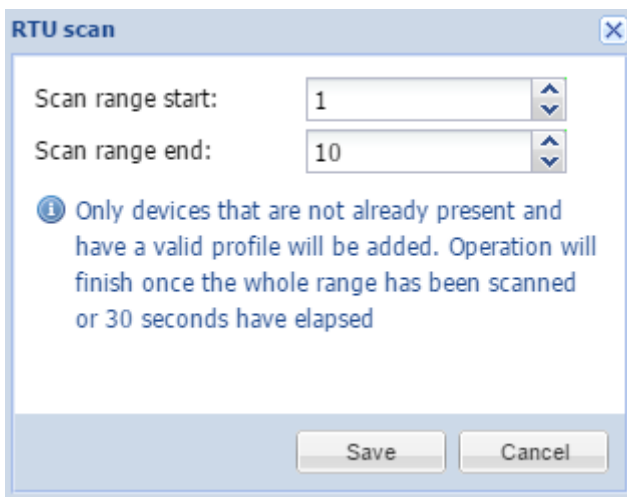 RTU scan
Scan range start: 1
Scan range end: 10
Only devices that are not already present and
have a valid profile will be added. Operation will
finish once the whole range has been scanned
or 30 seconds have elapsed
Save Cancel